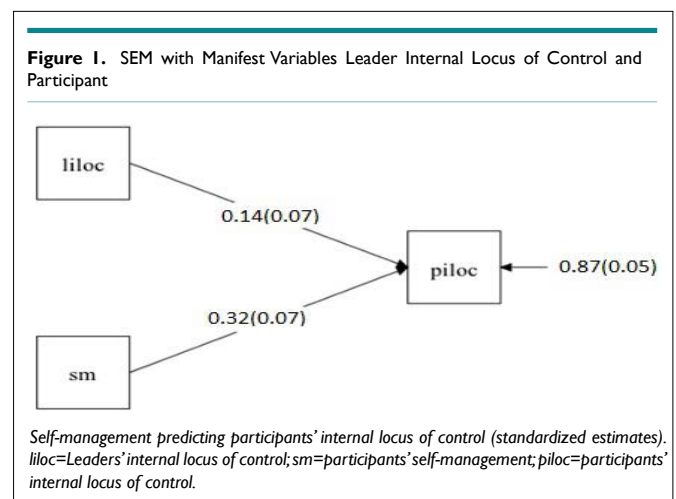 Figure 1. SEM with Manifest Variables Leader Internal Locus of Control and
Participant
liloc
0.14(0.07)
piloc
0.87(0.05)
0.32(0.07)
sm
Self-management predicting participants' internal locus of control (standardized estimates).
liloc=Leaders' internal locus of control; sm=participants' self-management; piloc=participants'
internal locus of control.